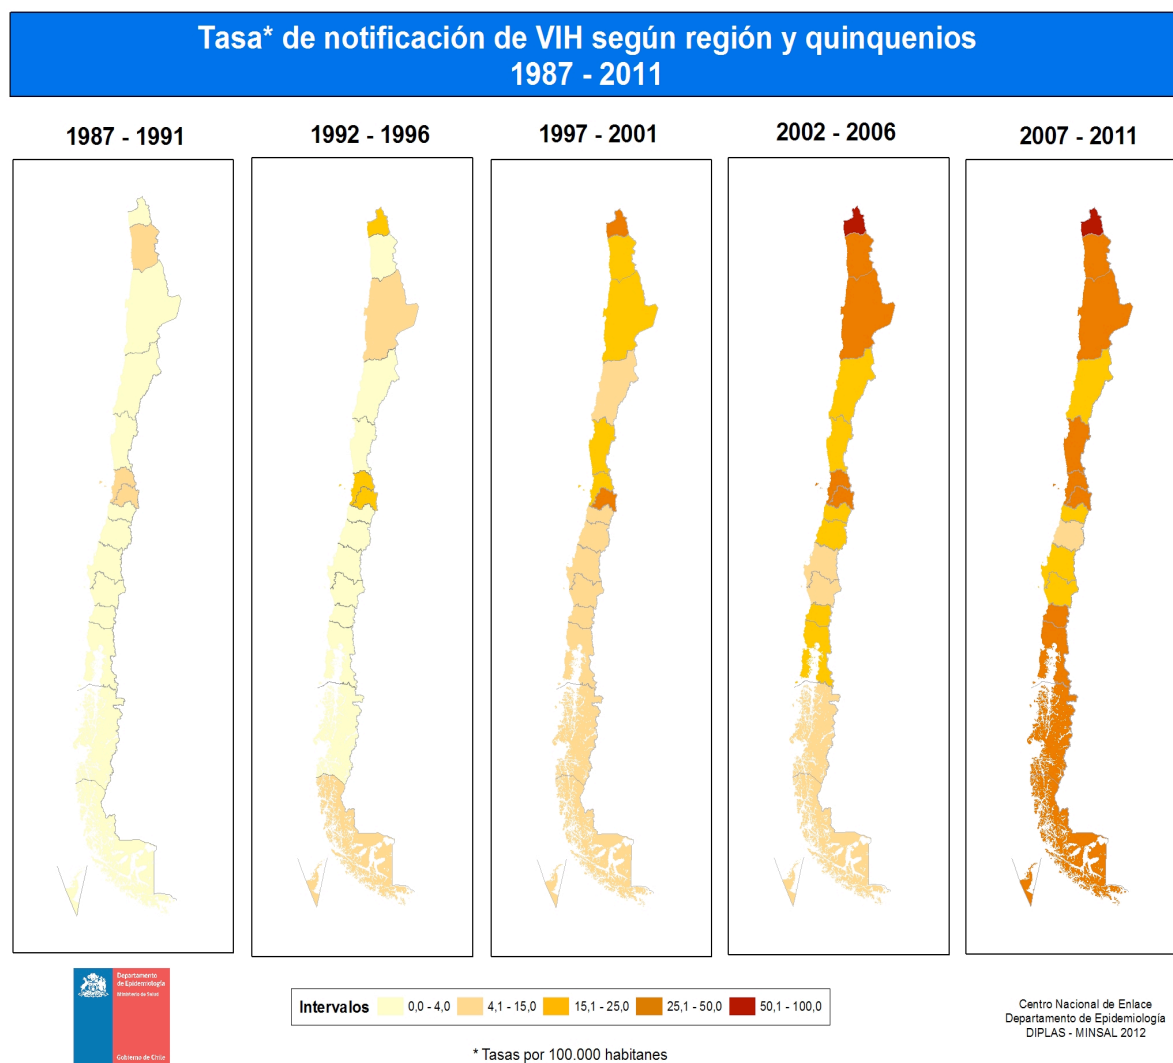 Tasa* de notificación de VIH según región y quinquenios
1987 - 2011
1987 - 1991
1992 - 1996
1997 - 2001
2002 - 2006
2007 - 2011
Departamento
de Epidemiología
Ministerio de Salud
Gobierno de Chile
Intervalos
0,0 - 4,0
4,1 - 15,0
15,1 - 25,0
25,1 - 50,0
50,1 - 100,0
* Tasas por 100.000 habitanes
Centro Nacional de Enlace
Departamento de Epidemiología
DIPLAS - MINSAL 2012